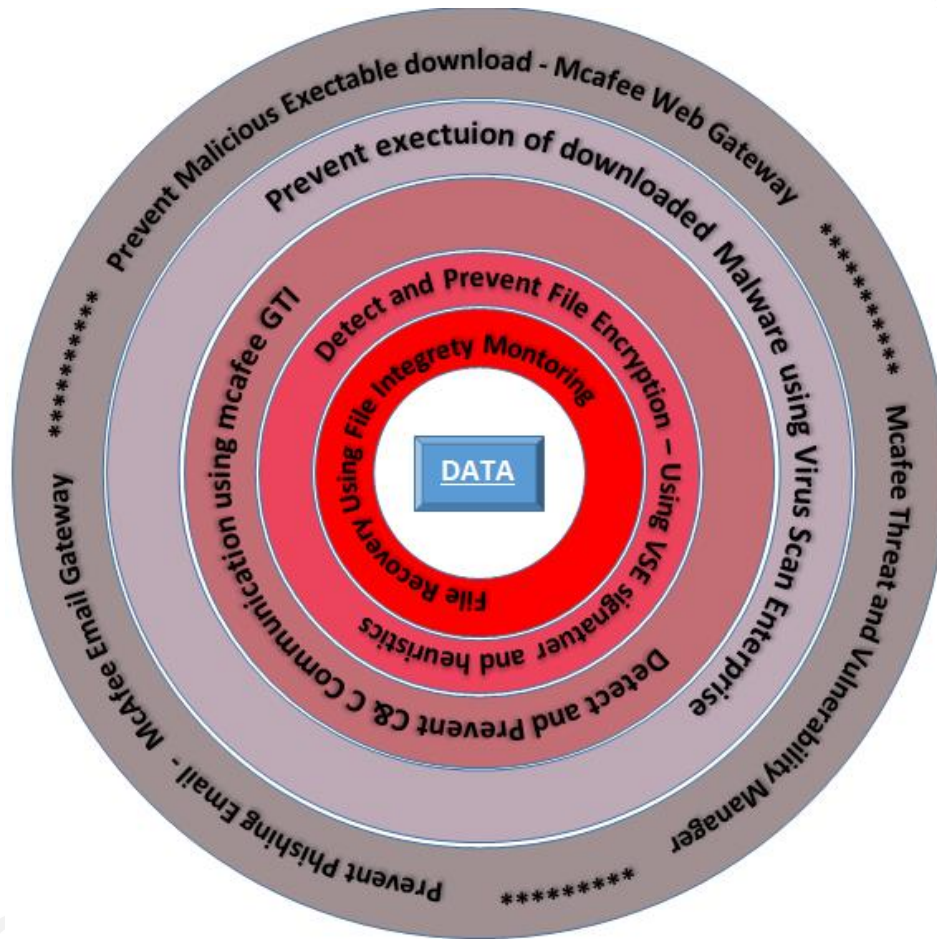 Prevent Malicious Exectable download - Mcafee Web Gateway
***********
Mcafee Threat and Vulnerability Manager
*********
Prevent Phishing Email - McAfee Email Gateway
***********
Prevent exectuion of downloaded Malware using Virus Scan Enterprise
Detect and Prevent C& C Communication using mcafee GTI
Detect and Prevent File Encryption – Using VSE signatuer and heuristics
File Recovery Using File Integrety Montoring
DATA